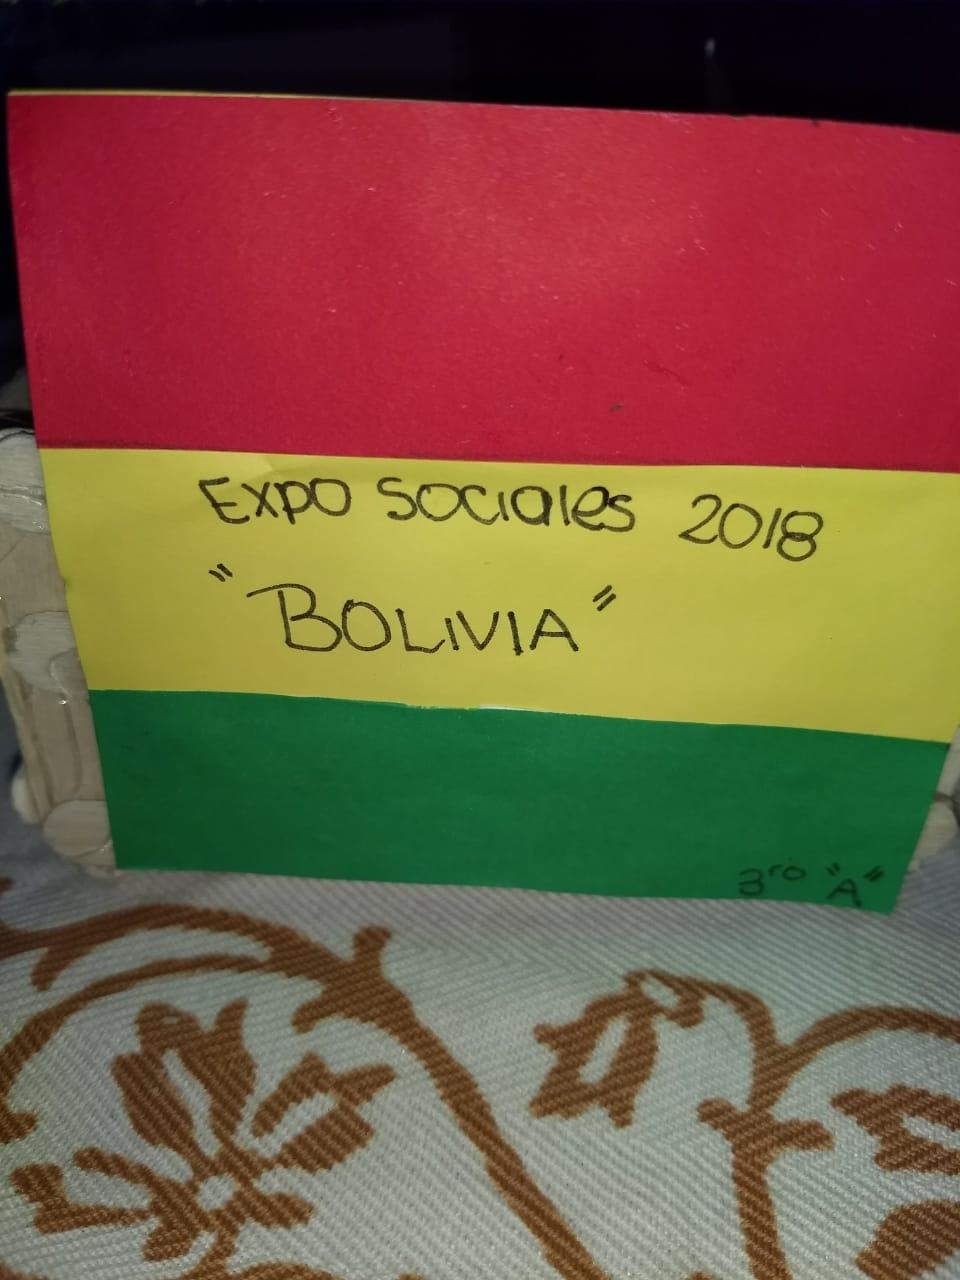 Expo Sociales 2018
"BOLIVIA"
3ro "A"